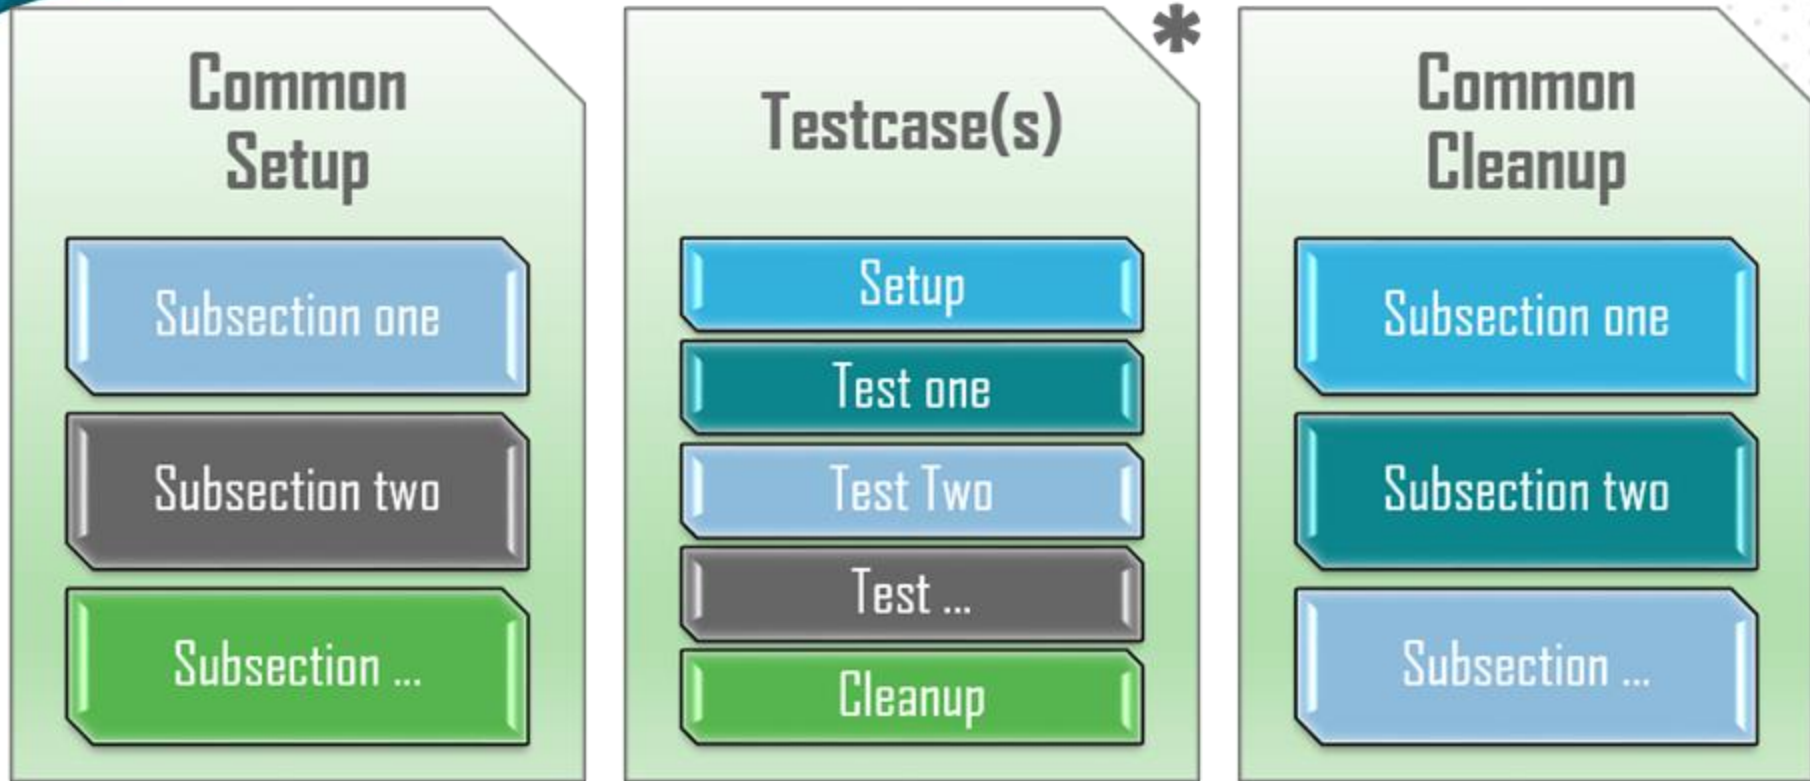 Common
Setup
Subsection one
Subsection two
Subsection ...
*
Testcase(s)
Setup
Test one
Test Two
Test ...
Cleanup
Common
Cleanup
Subsection one
Subsection two
Subsection ...